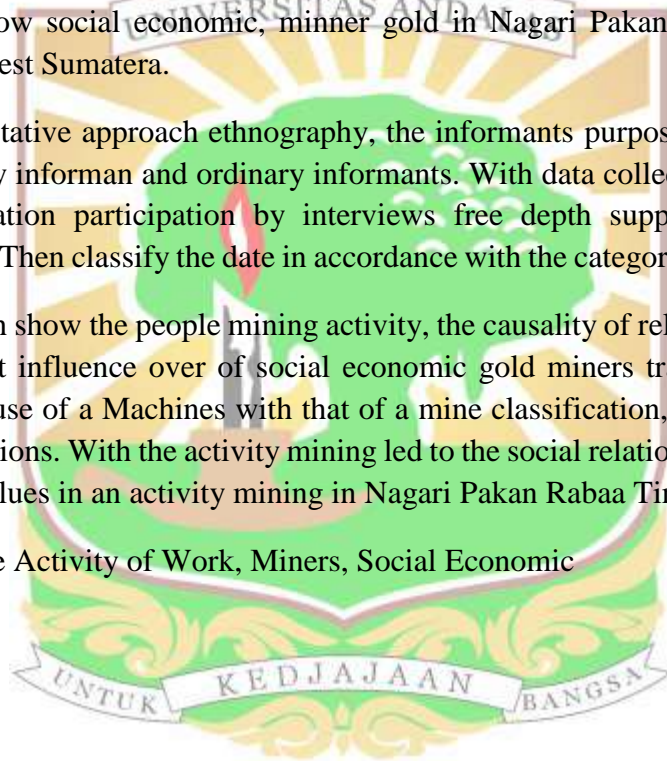 UNIVERSITAS ANDALAS
ow social economic, minner gold in Nagari Pakan
est Sumatera.
tative approach ethnography, the informants purpos
y informan and ordinary informants. With data collec
ation participation by interviews free depth supp
Then classify the date in accordance with the categor
n show the people mining activity, the causality of rel
t influence over of social economic gold miners tr
use of a Machines with that of a mine classification,
ions. With the activity mining led to the social relatio
lues in an activity mining in Nagari Pakan Rabaa Ti
e Activity of Work, Miners, Social Economic
UNTUK KEDJAJAAN BANGSA